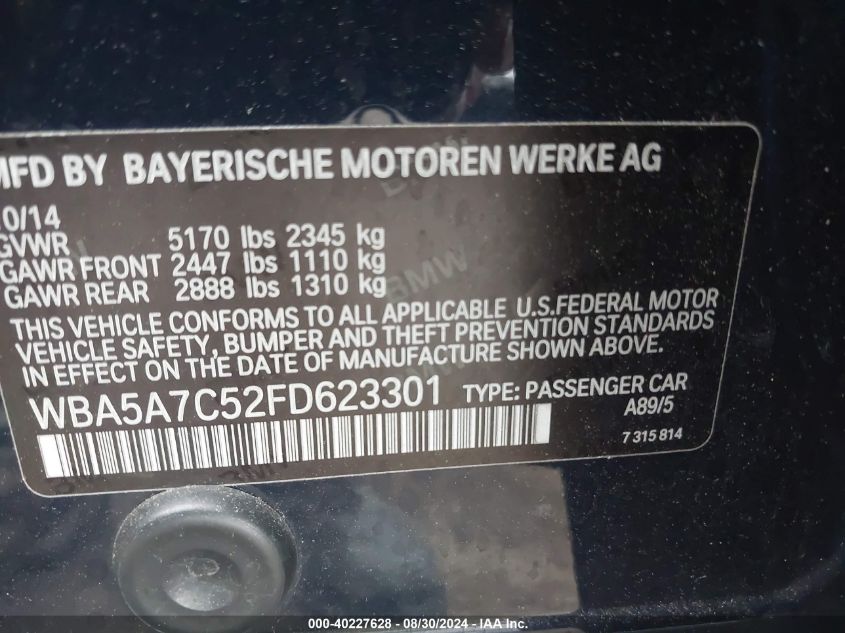 MFD BY BAYERISCHE MOTOREN WERKE AG
0/14
GVWR 5170 lbs 2345 kg
GAWR FRONT 2447 lbs 1110 kg
GAWR REAR 2888 lbs 1310 kg
THIS VEHICLE CONFORMS TO ALL APPLICABLE U.S.FEDERAL MOTOR
VEHICLE SAFETY, BUMPER AND THEFT PREVENTION STANDARDS
IN EFFECT ON THE DATE OF MANUFACTURE SHOWN ABOVE.
WBA5A7C52FD623301 TYPE: PASSENGER CAR
A89/5
7 315 814
000-40227628 - 08/30/2024 - IAA Inc.